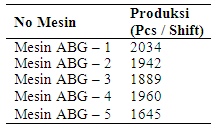 No Mesin Produksi (Pcs / Shift)
Mesin ABG – 1 2034
Mesin ABG – 2 1942
Mesin ABG – 3 1889
Mesin ABG – 4 1960
Mesin ABG – 5 1645